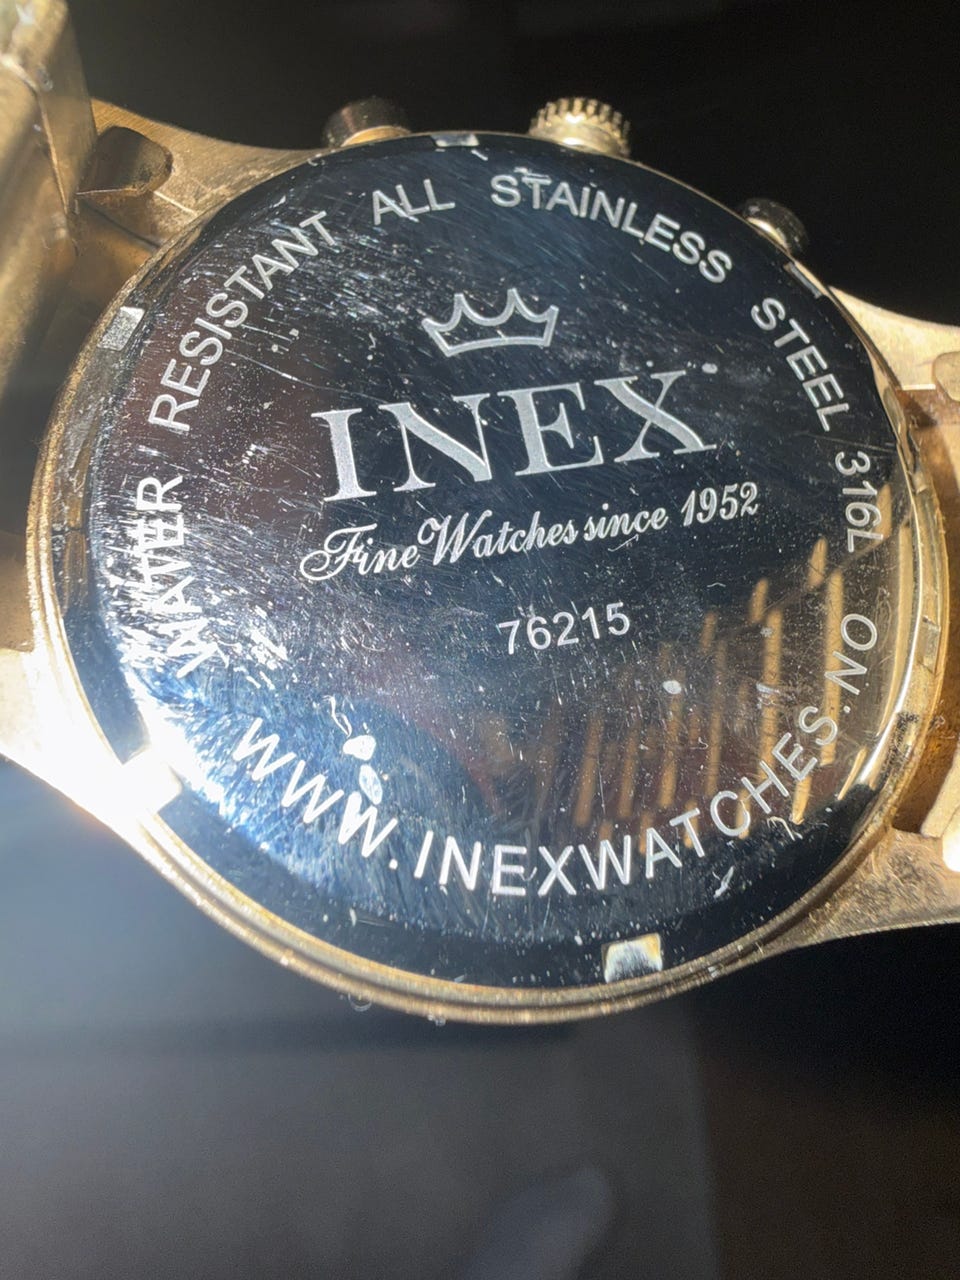 WATER RESISTANT ALL STAINLESS STEEL 316L
INEX
Fine Watches since 1952
76215
WWW.INEXWATCHES.NO